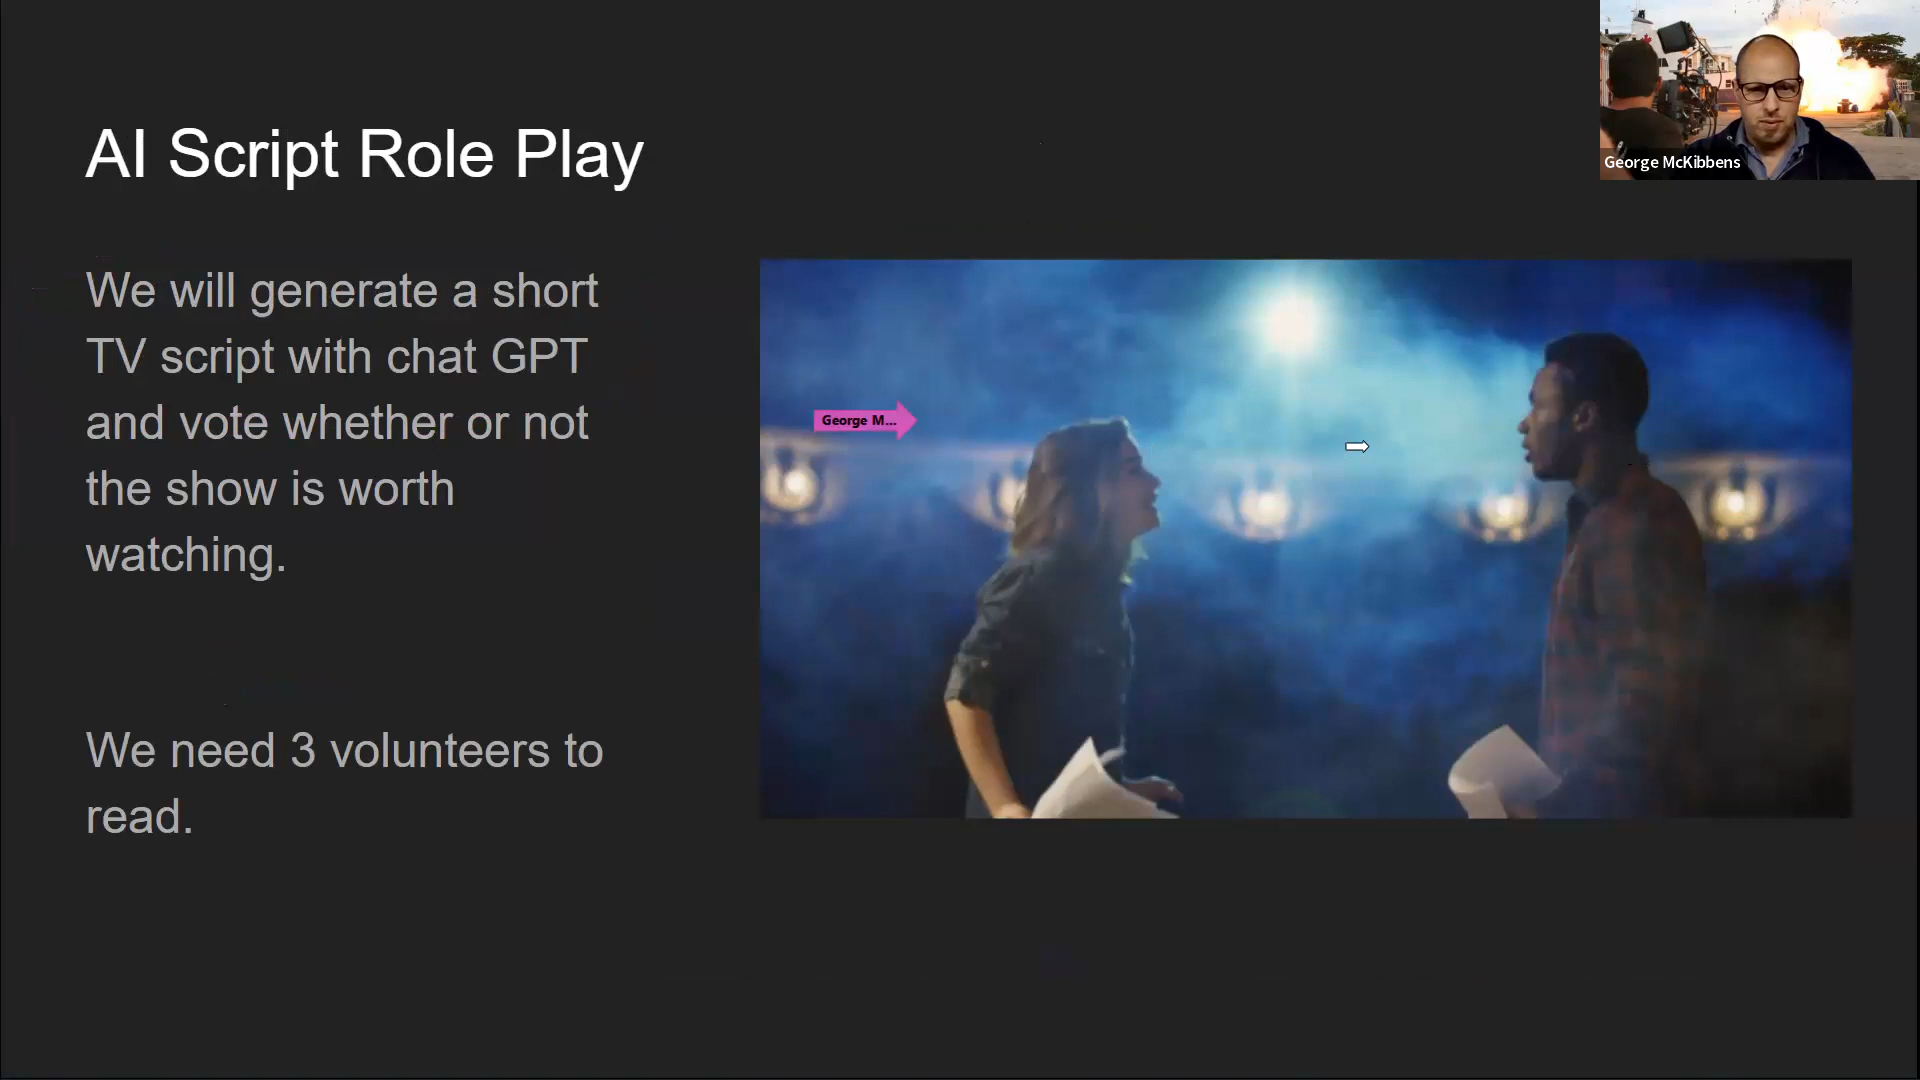 AI Script Role Play
George McKibbens
We will generate a short
TV script with chat GPT
and vote whether or not
the show is worth
watching.
George M...
We need 3 volunteers to
read.